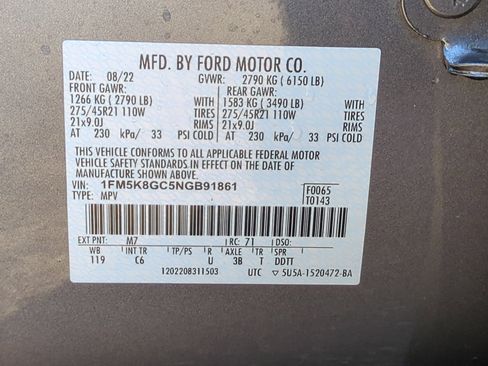 MFD. BY FORD MOTOR CO.
DATE: 08/22 GVWR: 2790 KG ( 6150 LB)
FRONT GAWR: REAR GAWR:
1266 KG ( 2790 LB) WITH 1583 KG ( 3490 LB) WITH
275/45R21 110W TIRES 275/45R21 110W TIRES
21x9.0J RIMS 21x9.0J RIMS
AT 230 kPa/ 33 PSI COLD AT 230 kPa/ 33 PSI COLD
THIS VEHICLE CONFORMS TO ALL APPLICABLE FEDERAL MOTOR
VEHICLE SAFETY STANDARDS IN EFFECT ON THE DATE OF
MANUFACTURE SHOWN ABOVE.
VIN: 1FM5K8GC5NGB91861 F0065
TYPE: MPV T0143
EXT PNT: M7 RC: 71 DSO:
WB INT TR TP/PS R AXLE TR SPR
119 C6 U 3B T DDTT
1202208311503 UTC ▽ 5U5A-1520472-BA